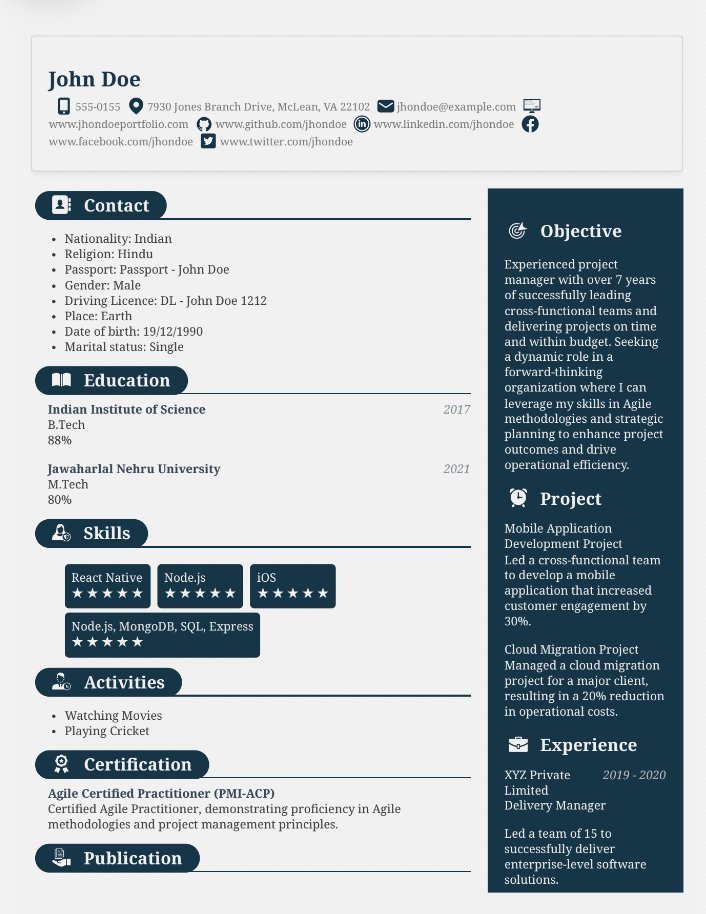 John Doe
555-0155 7930 Jones Branch Drive, McLean, VA 22102 jhondoe@example.com
www.jhondoeportfolio.com www.github.com/jhondoe www.linkedin.com/jhondoe
www.facebook.com/jhondoe www.twitter.com/jhondoe
Contact
• Nationality: Indian
• Religion: Hindu
• Passport: Passport - John Doe
• Gender: Male
• Driving Licence: DL - John Doe 1212
• Place: Earth
• Date of birth: 19/12/1990
• Marital status: Single
Education
Indian Institute of Science 2017
B.Tech
88%
Jawaharlal Nehru University 2021
M.Tech
80%
Skills
React Native Node.js iOS
★★★★★ ★★★★★ ★★★★★
Node.js, MongoDB, SQL, Express
★★★★★
Activities
• Watching Movies
• Playing Cricket
Certification
Agile Certified Practitioner (PMI-ACP)
Certified Agile Practitioner, demonstrating proficiency in Agile
methodologies and project management principles.
Publication
Objective
Experienced project
manager with over 7 years
of successfully leading
cross-functional teams and
delivering projects on time
and within budget. Seeking
a dynamic role in a
forward-thinking
organization where I can
leverage my skills in Agile
methodologies and strategic
planning to enhance project
outcomes and drive
operational efficiency.
Project
Mobile Application
Development Project
Led a cross-functional team
to develop a mobile
application that increased
customer engagement by
30%.
Cloud Migration Project
Managed a cloud migration
project for a major client,
resulting in a 20% reduction
in operational costs.
Experience
XYZ Private 2019 - 2020
Limited
Delivery Manager
Led a team of 15 to
successfully deliver
enterprise-level software
solutions.